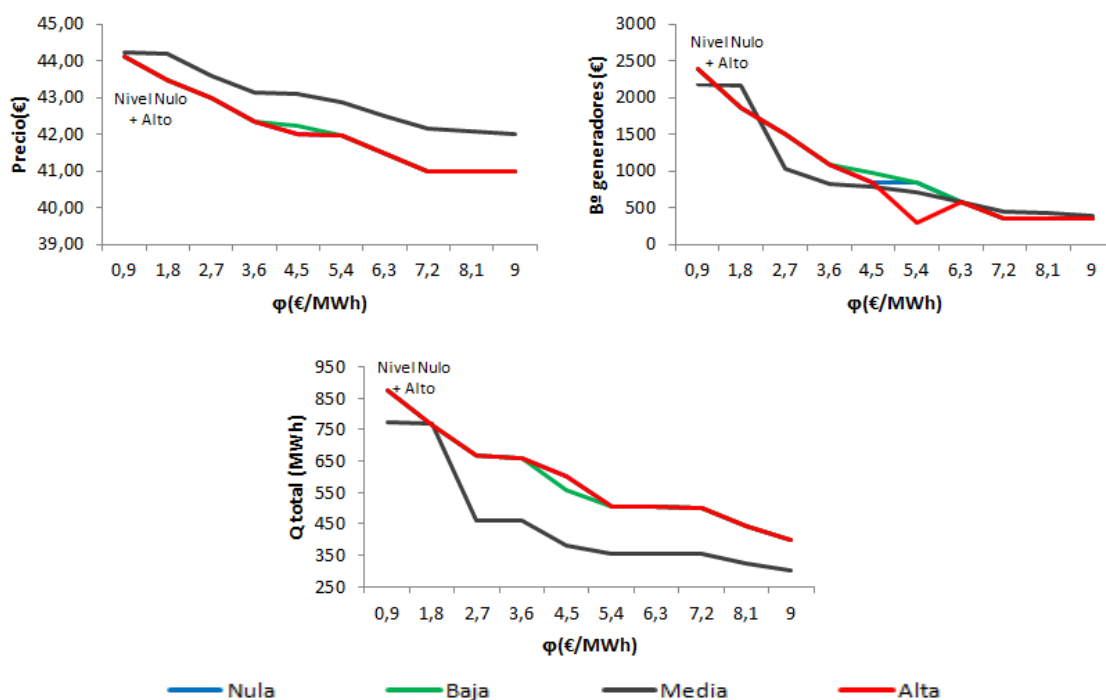 45,00
44,00
43,00
42,00
41,00
40,00
39,00
Precio(€)
Nivel Nulo
+ Alto
0,9 1,8 2,7 3,6 4,5 5,4 6,3 7,2 8,1 9
φ(€/MWh)
3000
2500
2000
1500
1000
500
0
Bº generadores (€)
Nivel Nulo
+ Alto
0,9 1,8 2,7 3,6 4,5 5,4 6,3 7,2 8,1 9
φ(€/MWh)
950
850
750
650
550
450
350
250
Q total (MWh)
Nivel Nulo
+ Alto
0,9 1,8 2,7 3,6 4,5 5,4 6,3 7,2 8,1 9
φ(€/MWh)
Nula Baja Media Alta